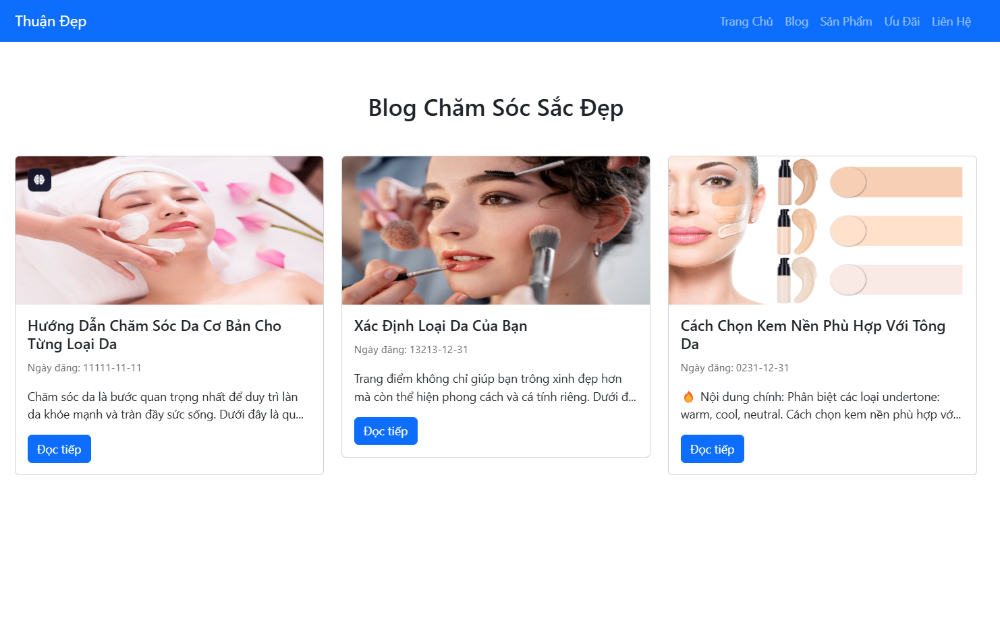 Thuận Đẹp
Trang Chủ Blog Sản Phẩm Ưu Đãi Liên Hệ
Blog Chăm Sóc Sắc Đẹp
Hướng Dẫn Chăm Sóc Da Cơ Bản Cho
Từng Loại Da
Ngày đăng: 11111-11-11
Chăm sóc da là bước quan trọng nhất để duy trì làn
da khỏe mạnh và tràn đầy sức sống. Dưới đây là qu...
Đọc tiếp
Xác Định Loại Da Của Bạn
Ngày đăng: 13213-12-31
Trang điểm không chỉ giúp bạn trông xinh đẹp hơn
mà còn thể hiện phong cách và cá tính riêng. Dưới đ...
Đọc tiếp
Cách Chọn Kem Nền Phù Hợp Với Tông
Da
Ngày đăng: 0231-12-31
🔥 Nội dung chính: Phân biệt các loại undertone:
warm, cool, neutral. Cách chọn kem nền phù hợp vớ...
Đọc tiếp